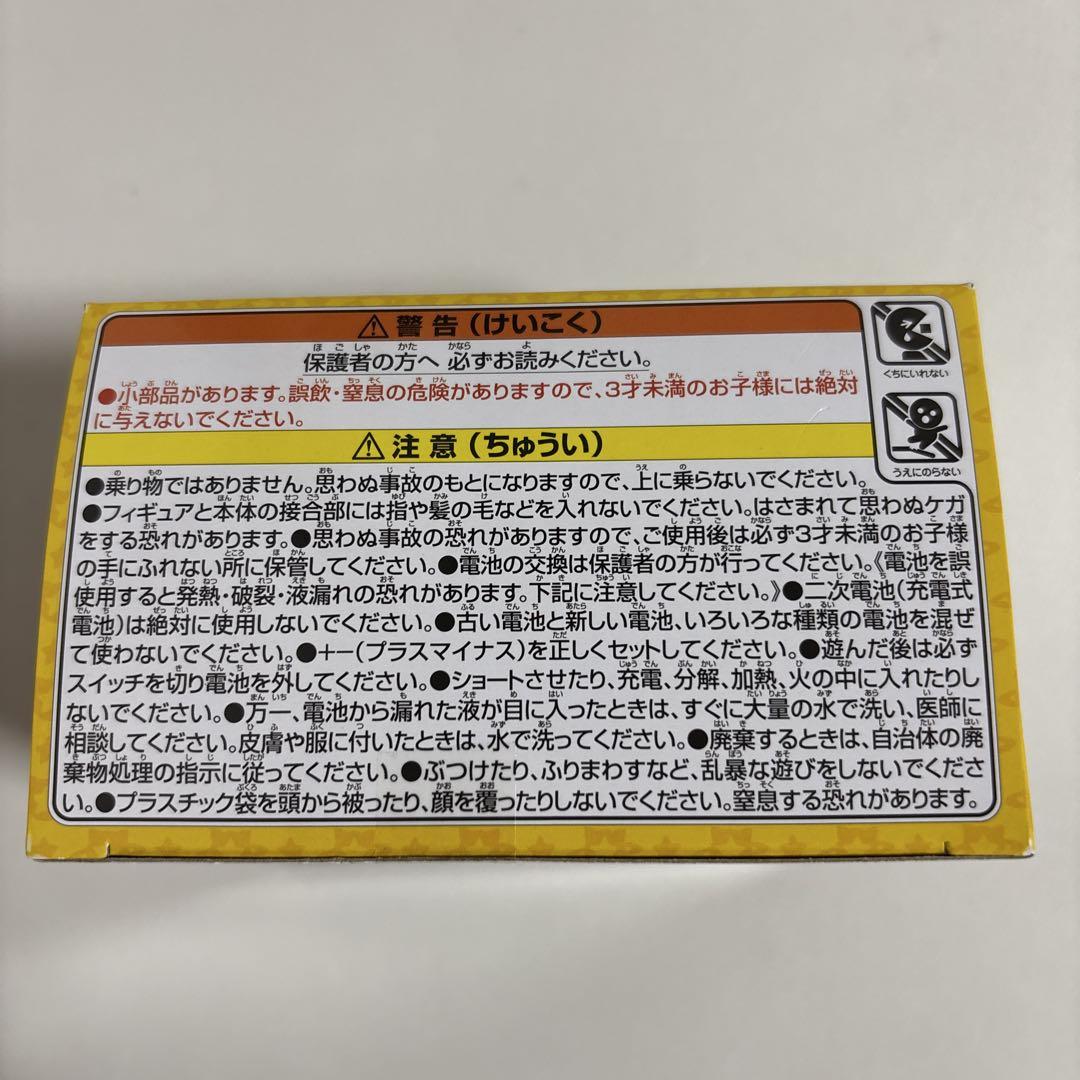 ⚠ 警告（けいこく）
保護者の方へ 必ずお読みください。
●小部品があります。誤飲・窒息の危険がありますので、3才未満のお子様には絶対
に与えないでください。
くちにいれない
⚠ 注意（ちゅうい）
うえにのらない
●乗り物ではありません。思わぬ事故のもとになりますので、上に乗らないでください。
●フィギュアと本体の接合部には指や髪の毛などを入れないでください。はさまれて思わぬケガ
をする恐れがあります。●思わぬ事故の恐れがありますので、ご使用後は必ず3才未満のお子様
の手にふれない所に保管してください。●電池の交換は保護者の方が行ってください。《電池を誤
使用すると発熱・破裂・液漏れの恐れがあります。下記に注意してください。》●二次電池（充電式
電池）は絶対に使用しないでください。●古い電池と新しい電池、いろいろな種類の電池を混ぜ
て使わないでください。●+−（プラスマイナス）を正しくセットしてください。●遊んだ後は必ず
スイッチを切り電池を外してください。●ショートさせたり、充電、分解、加熱、火の中に入れたりし
ないでください。●万一、電池から漏れた液が目に入ったときは、すぐに大量の水で洗い、医師に
相談してください。皮膚や服に付いたときは、水で洗ってください。●廃棄するときは、自治体の廃
棄物処理の指示に従ってください。●ぶつけたり、ふりまわすなど、乱暴な遊びをしないでくださ
い。●プラスチック袋を頭から被ったり、顔を覆ったりしないでください。窒息する恐れがあります。